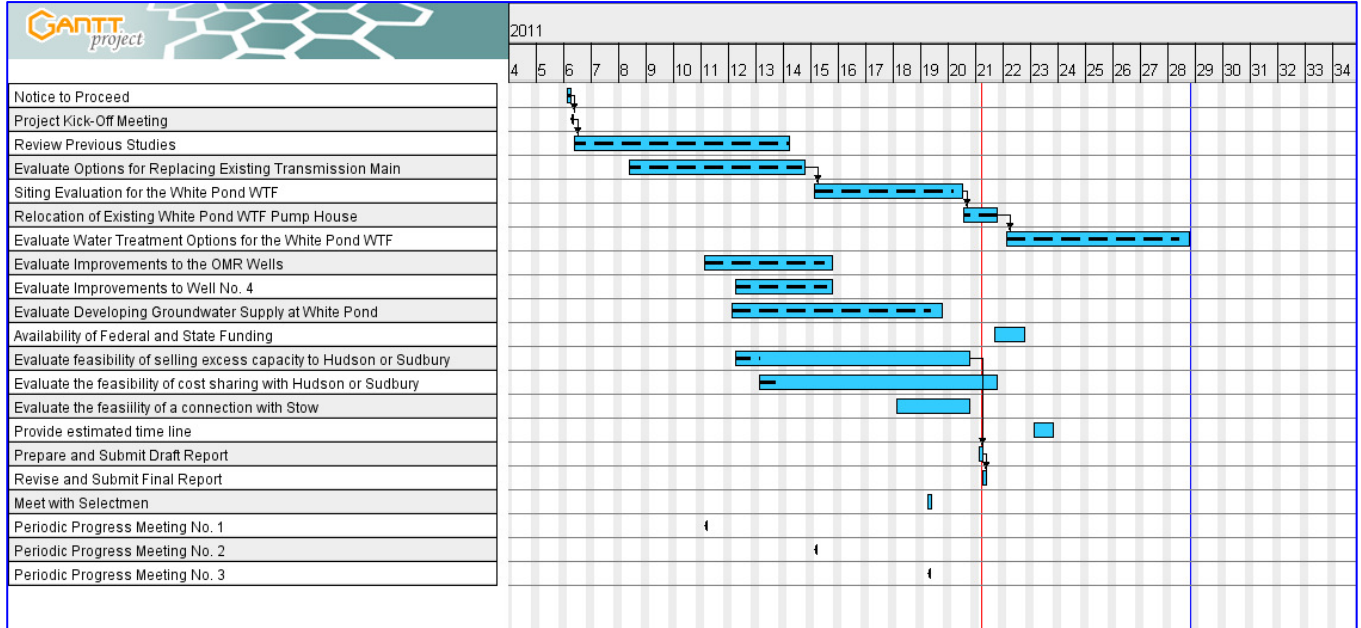 GANTT
project
2011
4 5 6 7 8 9 10 11 12 13 14 15 16 17 18 19 20 21 22 23 24 25 26 27 28 29 30 31 32 33 34
Notice to Proceed
Project Kick-Off Meeting
Review Previous Studies
Evaluate Options for Replacing Existing Transmission Main
Siting Evaluation for the White Pond WTF
Relocation of Existing White Pond WTF Pump House
Evaluate Water Treatment Options for the White Pond WTF
Evaluate Improvements to the OMR Wells
Evaluate Improvements to Well No. 4
Evaluate Developing Groundwater Supply at White Pond
Availability of Federal and State Funding
Evaluate feasibility of selling excess capacity to Hudson or Sudbury
Evaluate the feasibility of cost sharing with Hudson or Sudbury
Evaluate the feasiility of a connection with Stow
Provide estimated time line
Prepare and Submit Draft Report
Revise and Submit Final Report
Meet with Selectmen
Periodic Progress Meeting No. 1
Periodic Progress Meeting No. 2
Periodic Progress Meeting No. 3